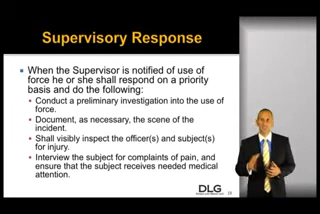 Supervisory Response
• When the Supervisor is notified of use of
force he or she shall respond on a priority
basis and do the following:
• Conduct a preliminary investigation into the use of
force.
• Document, as necessary, the scene of the
incident.
• Shall visibly inspect the officer(s) and subject(s)
for injury.
• Interview the subject for complaints of pain, and
ensure that the subject receives needed medical
attention.
DLG